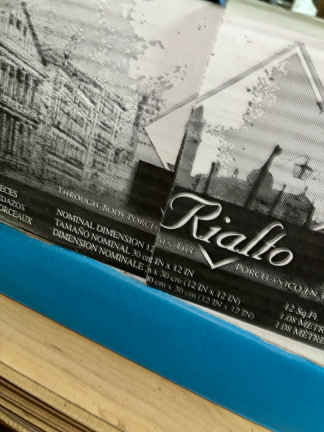 Rialto
THROUGH BODY PORCELAIN
PORCELANICO EN
ECES
DAZOS
ORCEAUX
NOMINAL DIMENSION 12
TAMAÑO NOMINAL 30 cm
DIMENSION NOMINALE
IN X 12 IN
x 30 cm (12 IN X 12 IN)
30 cm x 30 cm (12 IN X 12 IN)
12 Sq.Ft
1.08 METRE
1.08 METRE